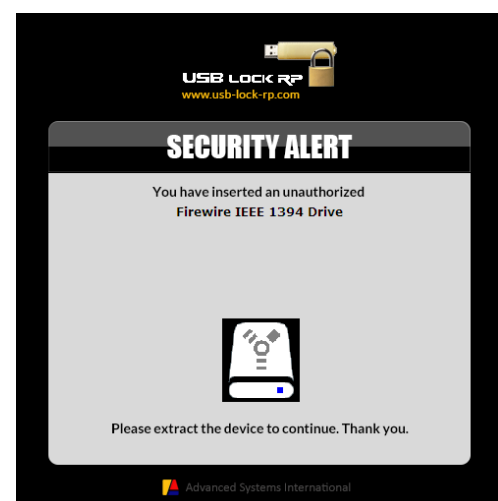 USB Lock RP
www.usb-lock-rp.com
SECURITY ALERT
You have inserted an unauthorized
Firewire IEEE 1394 Drive
Please extract the device to continue. Thank you.
Advanced Systems International